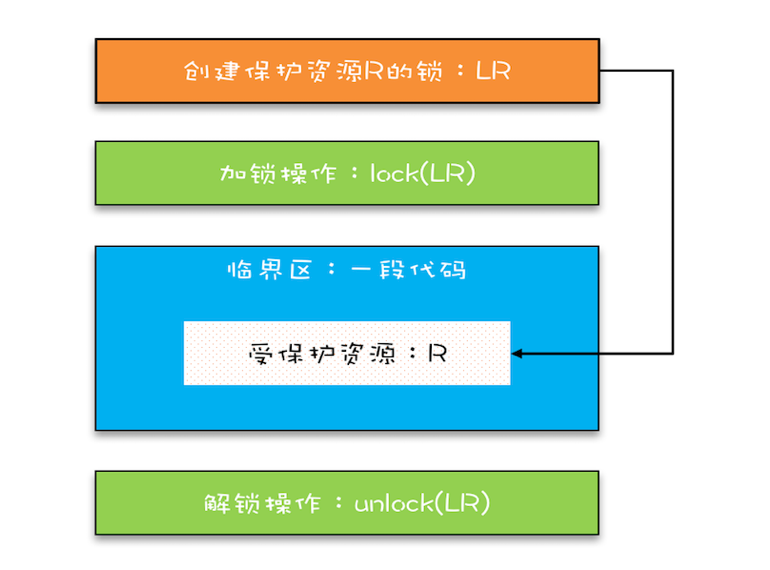 创建保护资源R的锁：LR
加锁操作：lock(LR)
临界区：一段代码
受保护资源：R
解锁操作：unlock(LR)